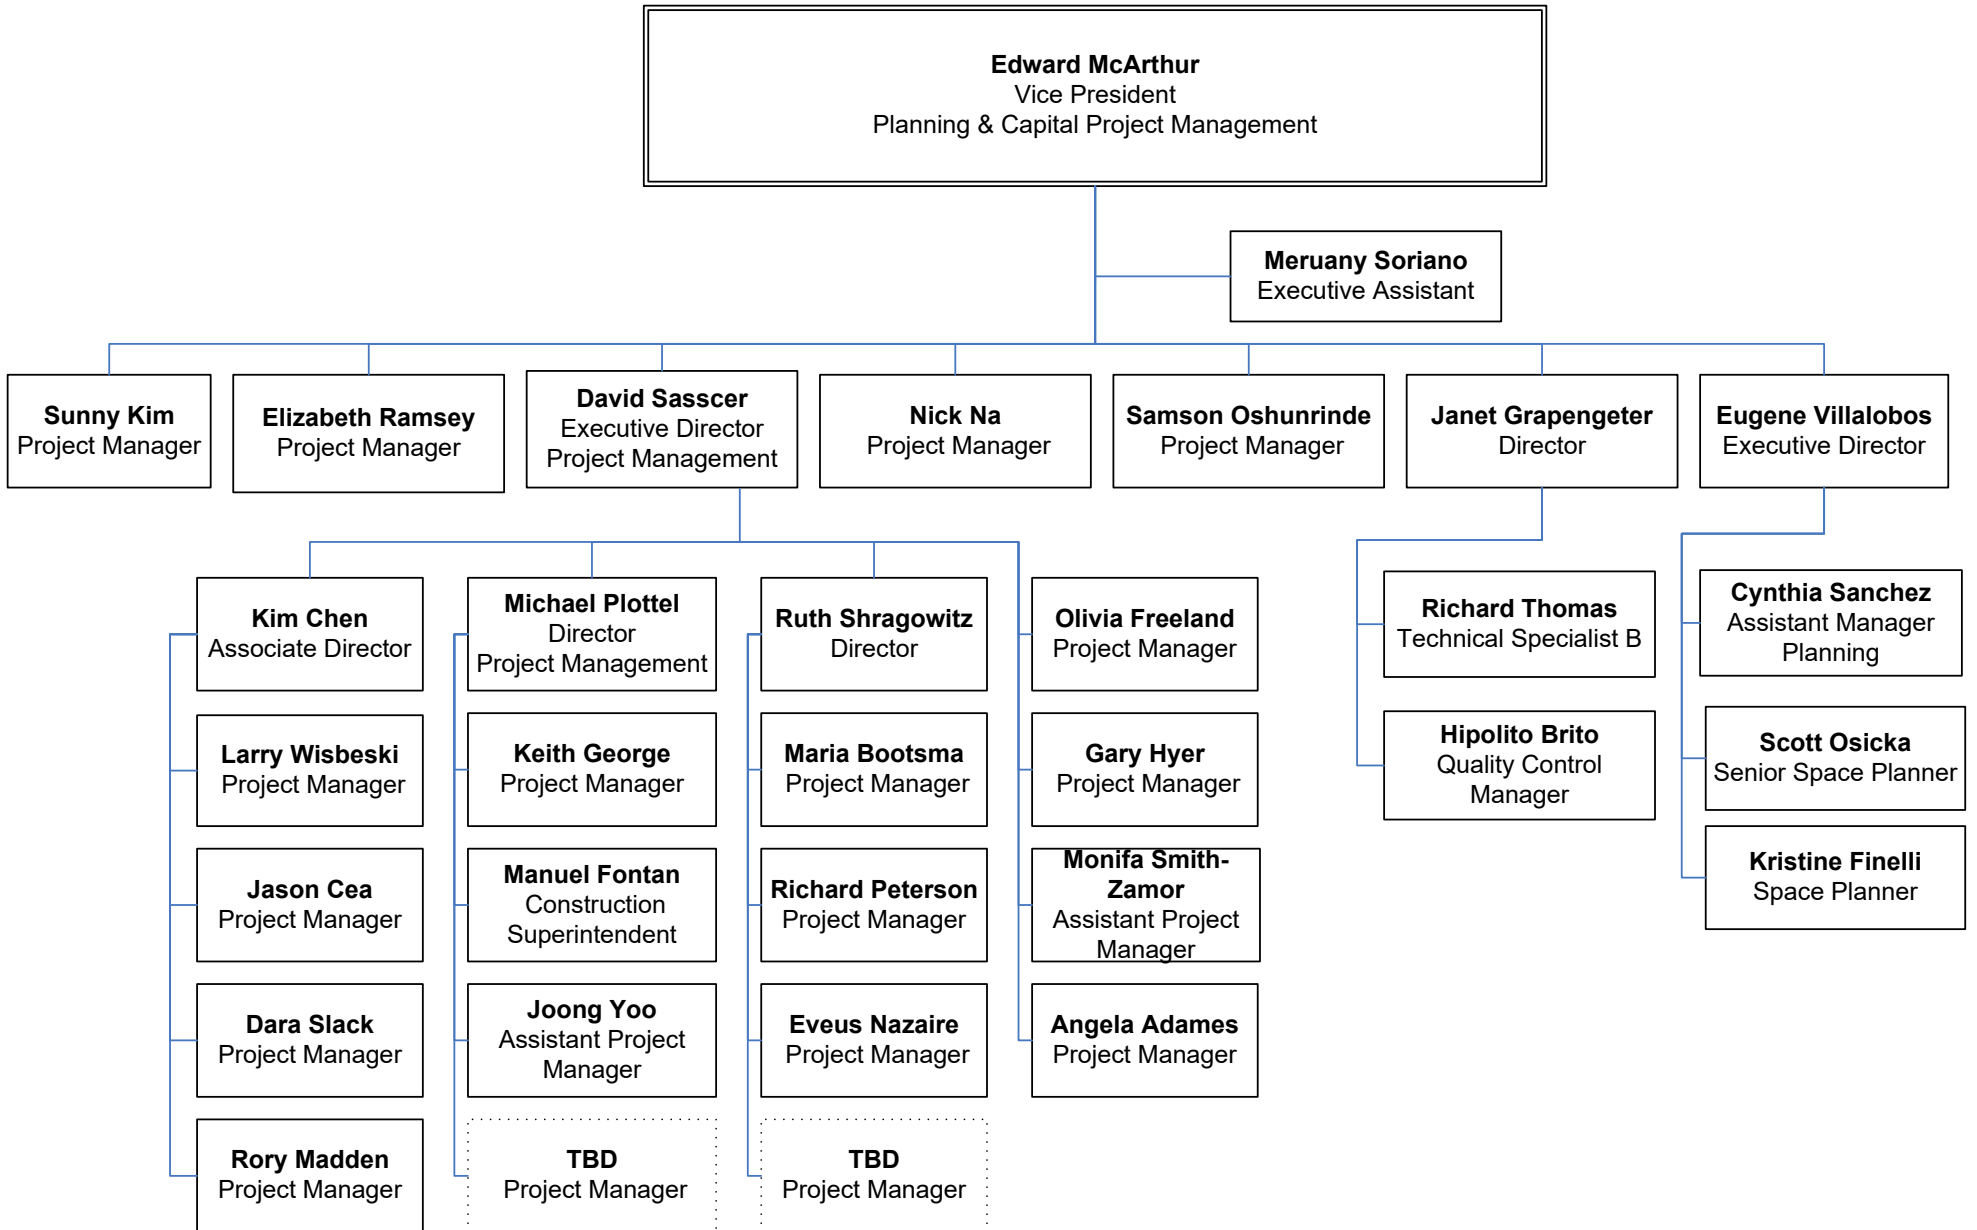 Edward McArthur
Vice President
Planning & Capital Project Management
Meruany Soriano
Executive Assistant
Sunny Kim
Project Manager
Elizabeth Ramsey
Project Manager
David Sasscer
Executive Director
Project Management
Nick Na
Project Manager
Samson Oshunrinde
Project Manager
Janet Grapengeter
Director
Eugene Villalobos
Executive Director
Kim Chen
Associate Director
Michael Plottel
Director
Project Management
Ruth Shragowitz
Director
Olivia Freeland
Project Manager
Richard Thomas
Technical Specialist B
Cynthia Sanchez
Assistant Manager
Planning
Larry Wisbeski
Project Manager
Keith George
Project Manager
Maria Bootsma
Project Manager
Gary Hyer
Project Manager
Hipolito Brito
Quality Control
Manager
Scott Osicka
Senior Space Planner
Jason Cea
Project Manager
Manuel Fontan
Construction
Superintendent
Richard Peterson
Project Manager
Monifa Smith-
Zamor
Assistant Project
Manager
Kristine Finelli
Space Planner
Dara Slack
Project Manager
Joong Yoo
Assistant Project
Manager
Eveus Nazaire
Project Manager
Angela Adames
Project Manager
Rory Madden
Project Manager
TBD
Project Manager
TBD
Project Manager